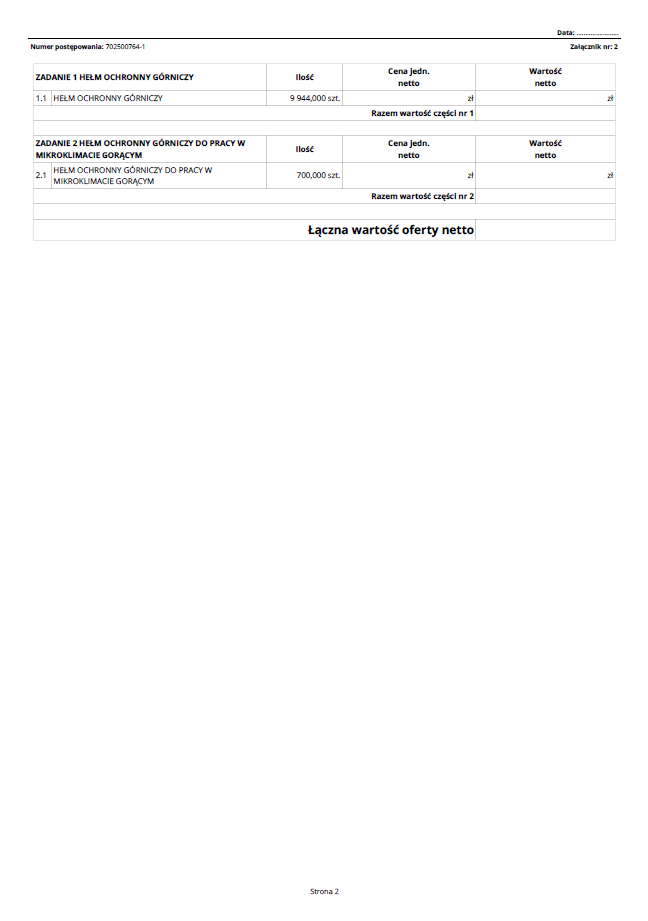 Data: ......................
Numer postępowania: 702500764-1 Załącznik nr: 2
ZADANIE 1 HEŁM OCHRONNY GÓRNICZY Ilość Cena jedn. netto Wartość netto
1.1 HEŁM OCHRONNY GÓRNICZY 9 944,000 szt. zł zł
Razem wartość części nr 1
ZADANIE 2 HEŁM OCHRONNY GÓRNICZY DO PRACY W
MIKROKLIMACIE GORĄCYM Ilość Cena jedn. netto Wartość netto
2.1 HEŁM OCHRONNY GÓRNICZY DO PRACY W
MIKROKLIMACIE GORĄCYM 700,000 szt. zł zł
Razem wartość części nr 2
Łączna wartość oferty netto
Strona 2